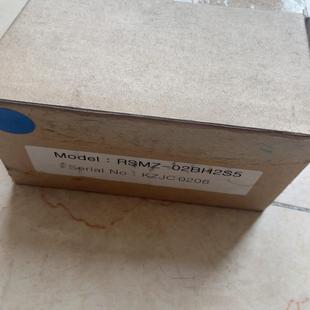 Model : RSMZ-02BH2S5
Serial No : KZJC0206